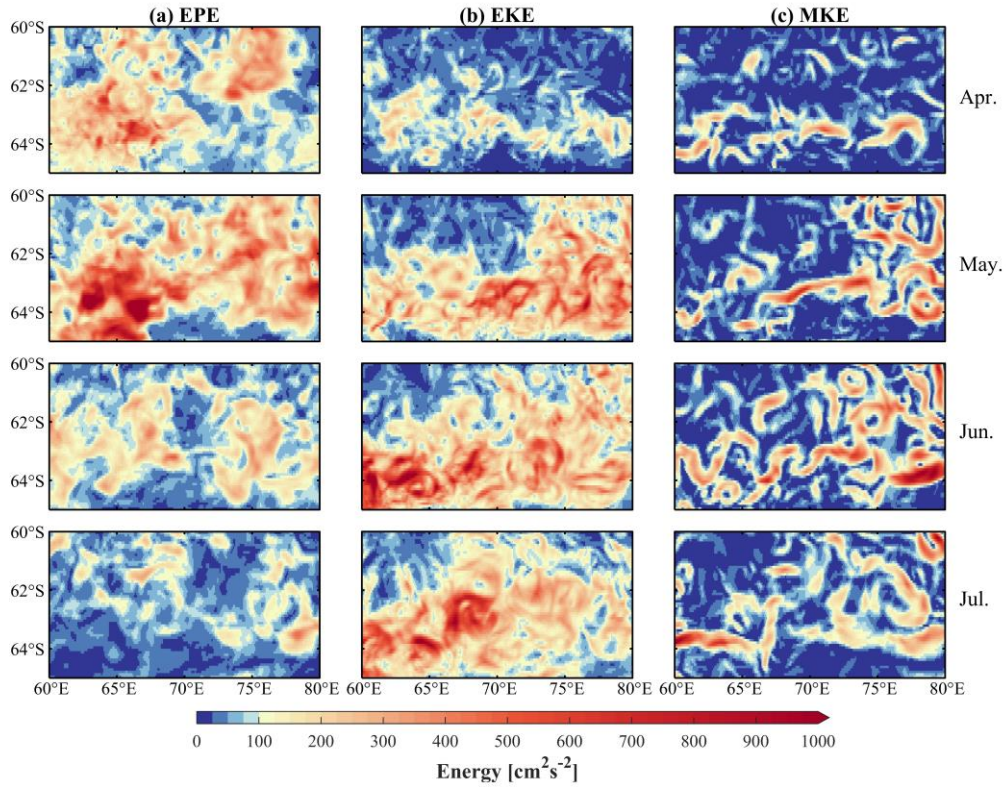 (a) EPE (b) EKE (c) MKE
60°S
62°S
64°S
Apr.
60°S
62°S
64°S
May.
60°S
62°S
64°S
Jun.
60°S
62°S
64°S
Jul.
60°E 65°E 70°E 75°E 80°E 60°E 65°E 70°E 75°E 80°E 60°E 65°E 70°E 75°E 80°E
0 100 200 300 400 500 600 700 800 900 1000
Energy [cm²s⁻²]